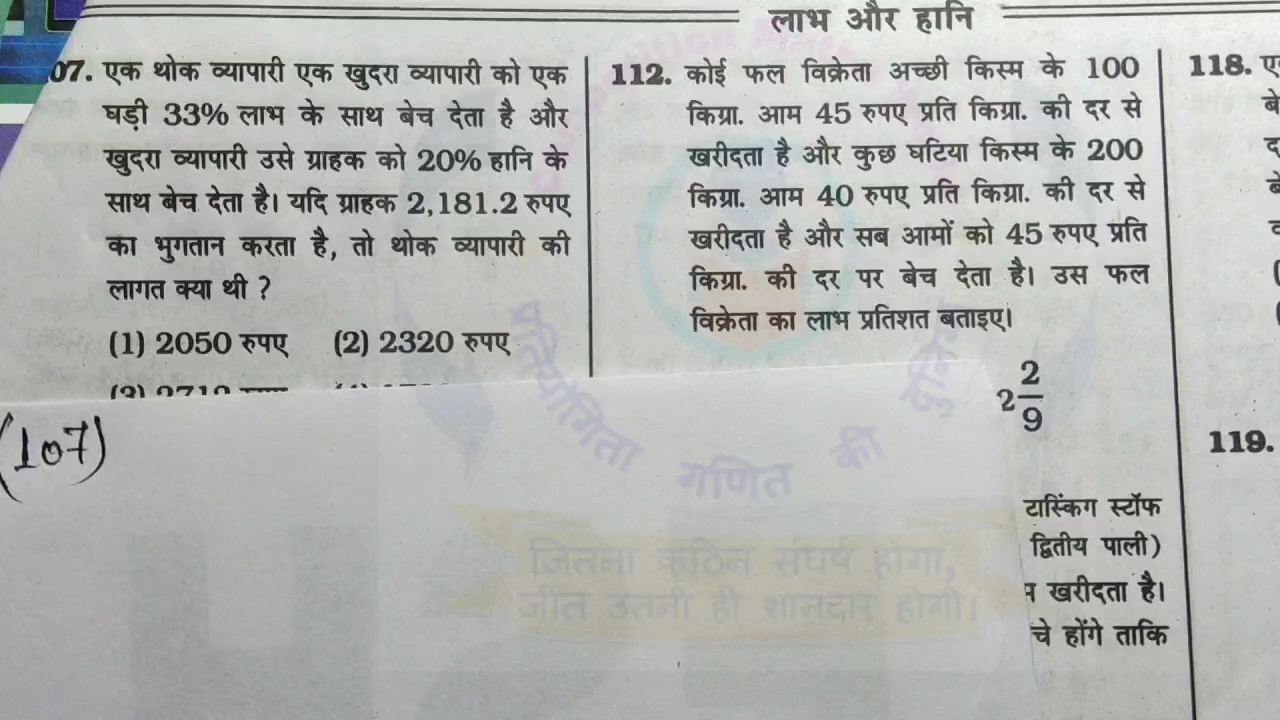 लाभ और हानि
07. एक थोक व्यापारी एक खुदरा व्यापारी को एक
घड़ी 33% लाभ के साथ बेच देता है और
खुदरा व्यापारी उसे ग्राहक को 20% हानि के
साथ बेच देता है। यदि ग्राहक 2,181.2 रुपए
का भुगतान करता है, तो थोक व्यापारी की
लागत क्या थी ?
(1) 2050 रुपए (2) 2320 रुपए
(107)
112. कोई फल विक्रेता अच्छी किस्म के 100
किग्रा. आम 45 रुपए प्रति किग्रा. की दर से
खरीदता है और कुछ घटिया किस्म के 200
किग्रा. आम 40 रुपए प्रति किग्रा. की दर से
खरीदता है और सब आमों को 45 रुपए प्रति
किग्रा. की दर पर बेच देता है। उस फल
विक्रेता का लाभ प्रतिशत बताइए।
2 2/9
टास्किंग स्टॉफ
द्वितीय पाली)
खरीदता है।
चे होंगे ताकि
118.
119.
प्रतियोगिता गणित की दुनिया
जितना कठिन संघर्ष होगा,
जीत उतनी ही शानदार होगी।